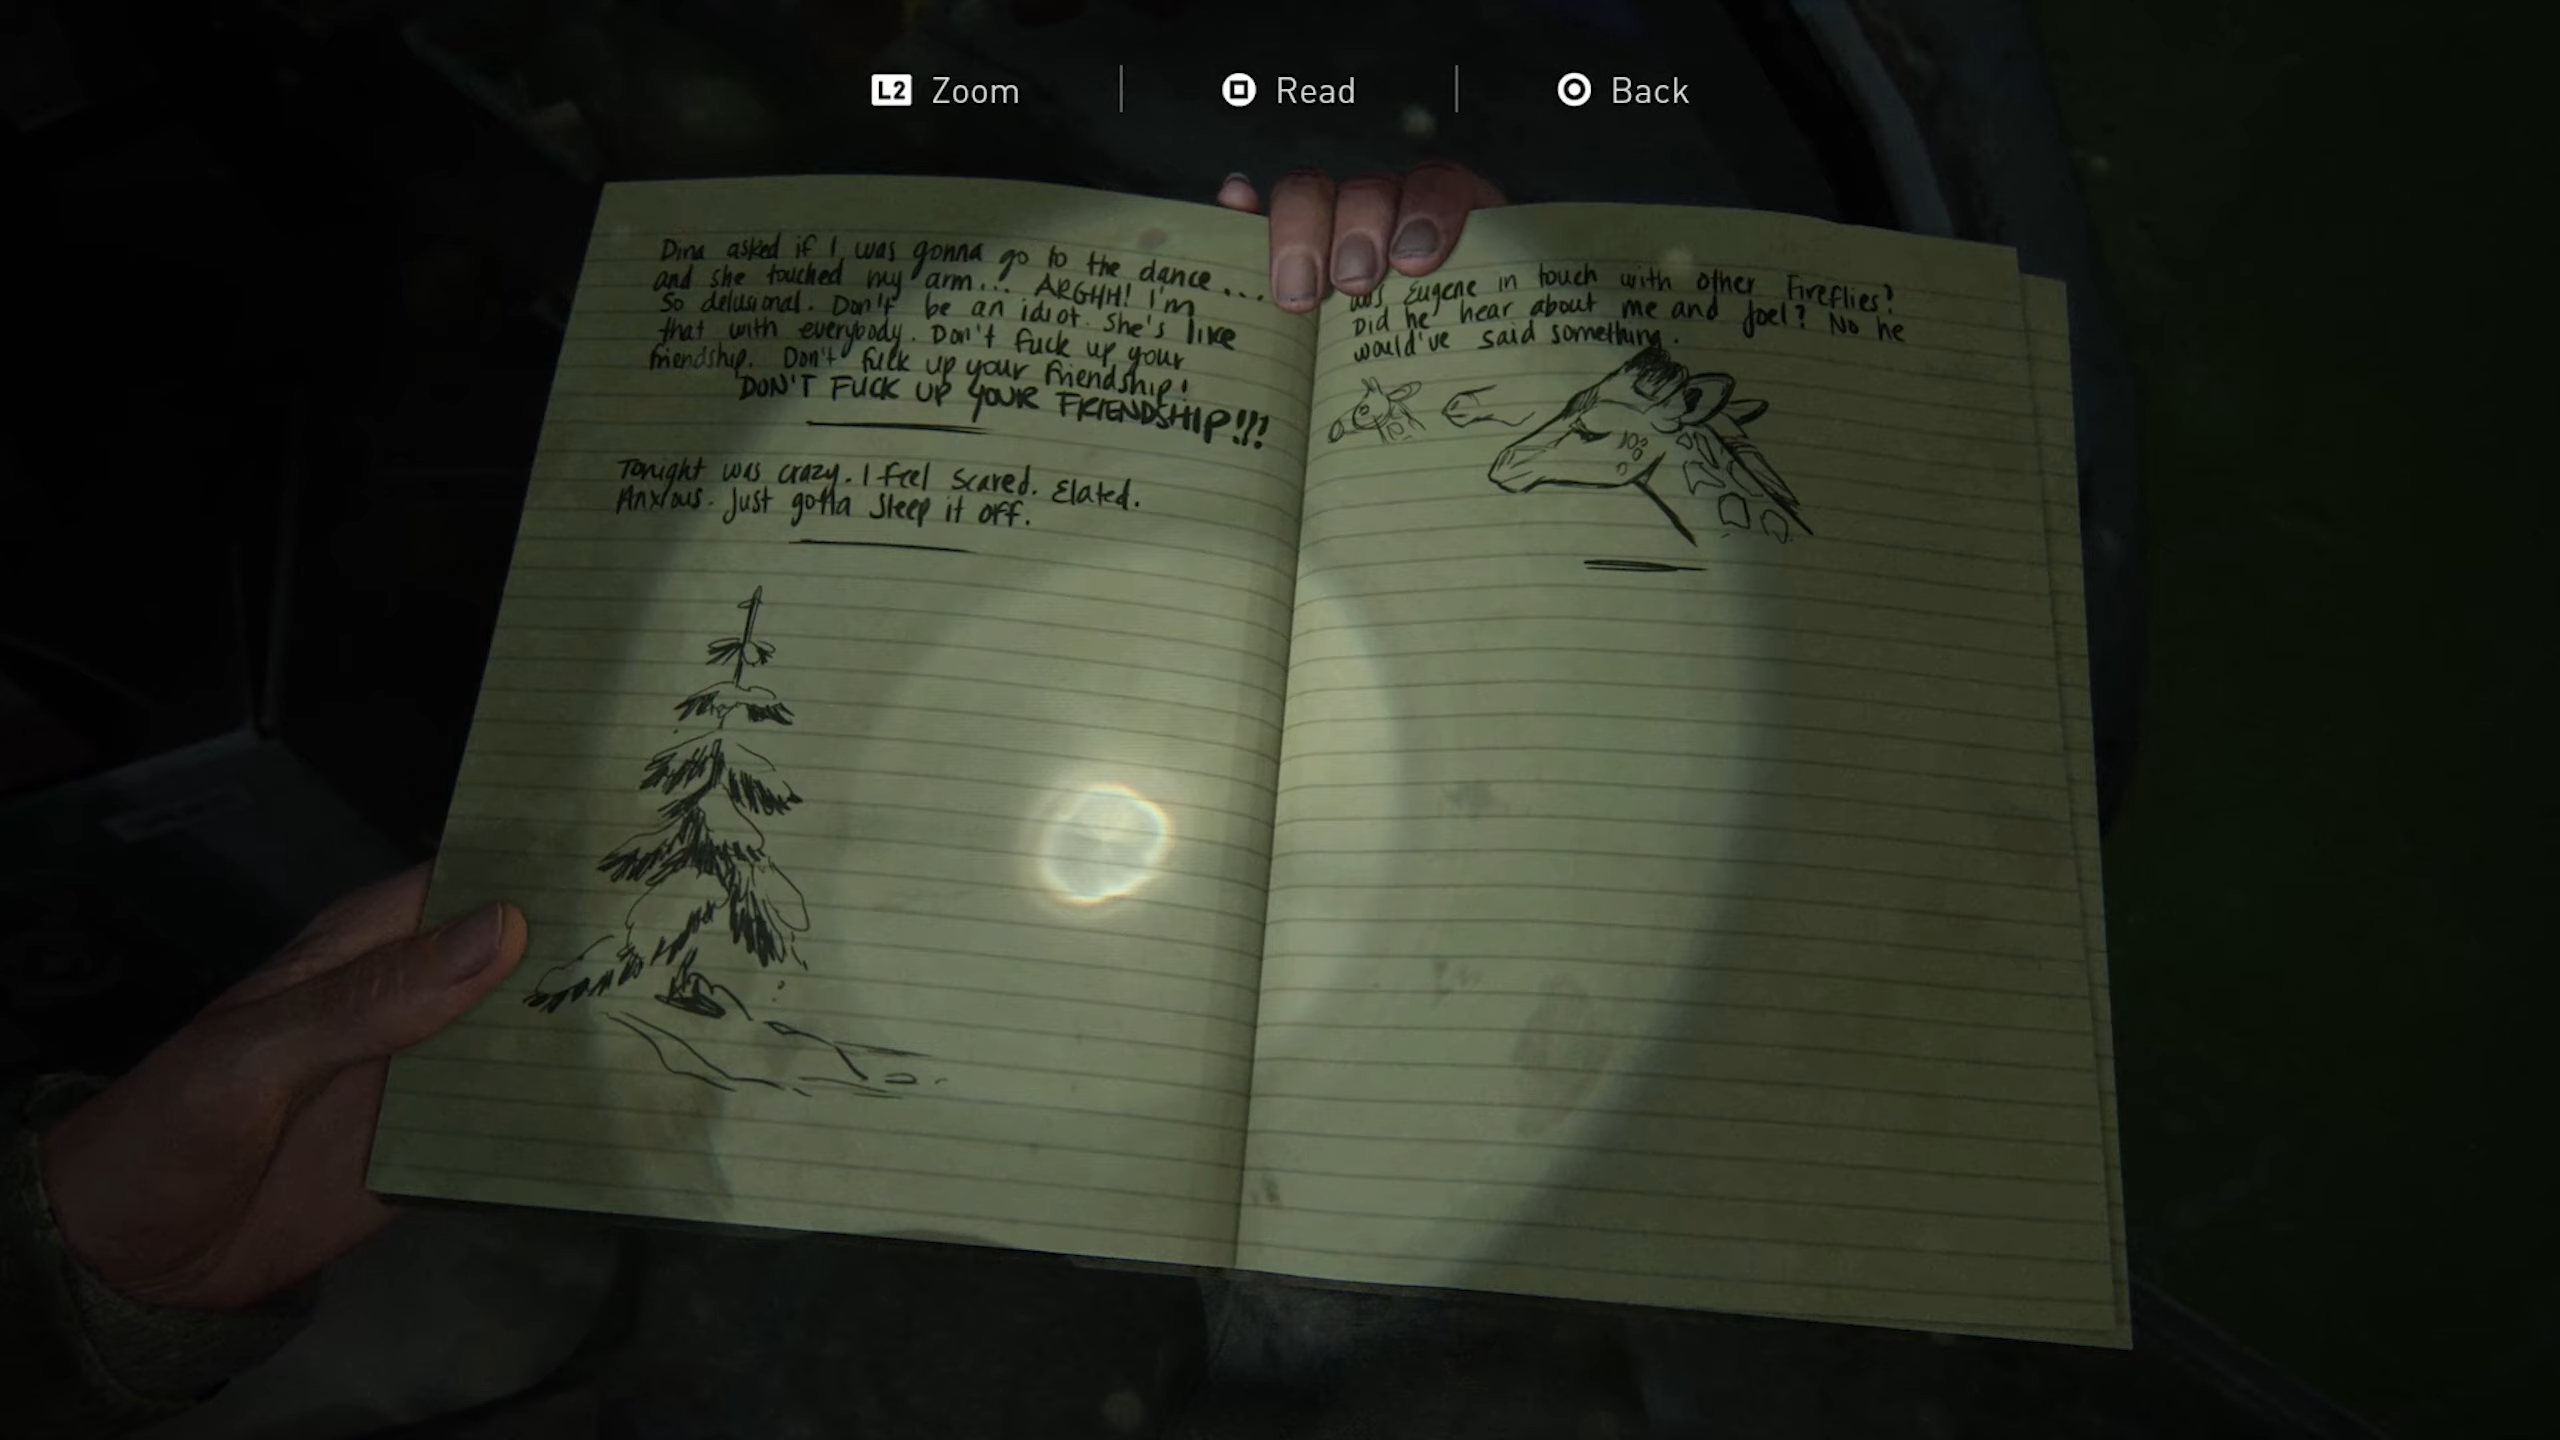 L2 Zoom
Read
Back
Dina asked if I was gonna go to the dance...
and she touched my arm... ARGHH! I'm
so delusional. Don't be an idiot. She's like
that with everybody. Don't fuck up your
friendship. Don't fuck up your friendship!
DON'T FUCK UP YOUR FRIENDSHIP!!!
Tonight was crazy. I feel scared. Elated.
Anxious. Just gotta sleep it off.
Was Eugene in touch with other Fireflies?
Did he hear about me and Joel? No he
would've said something.